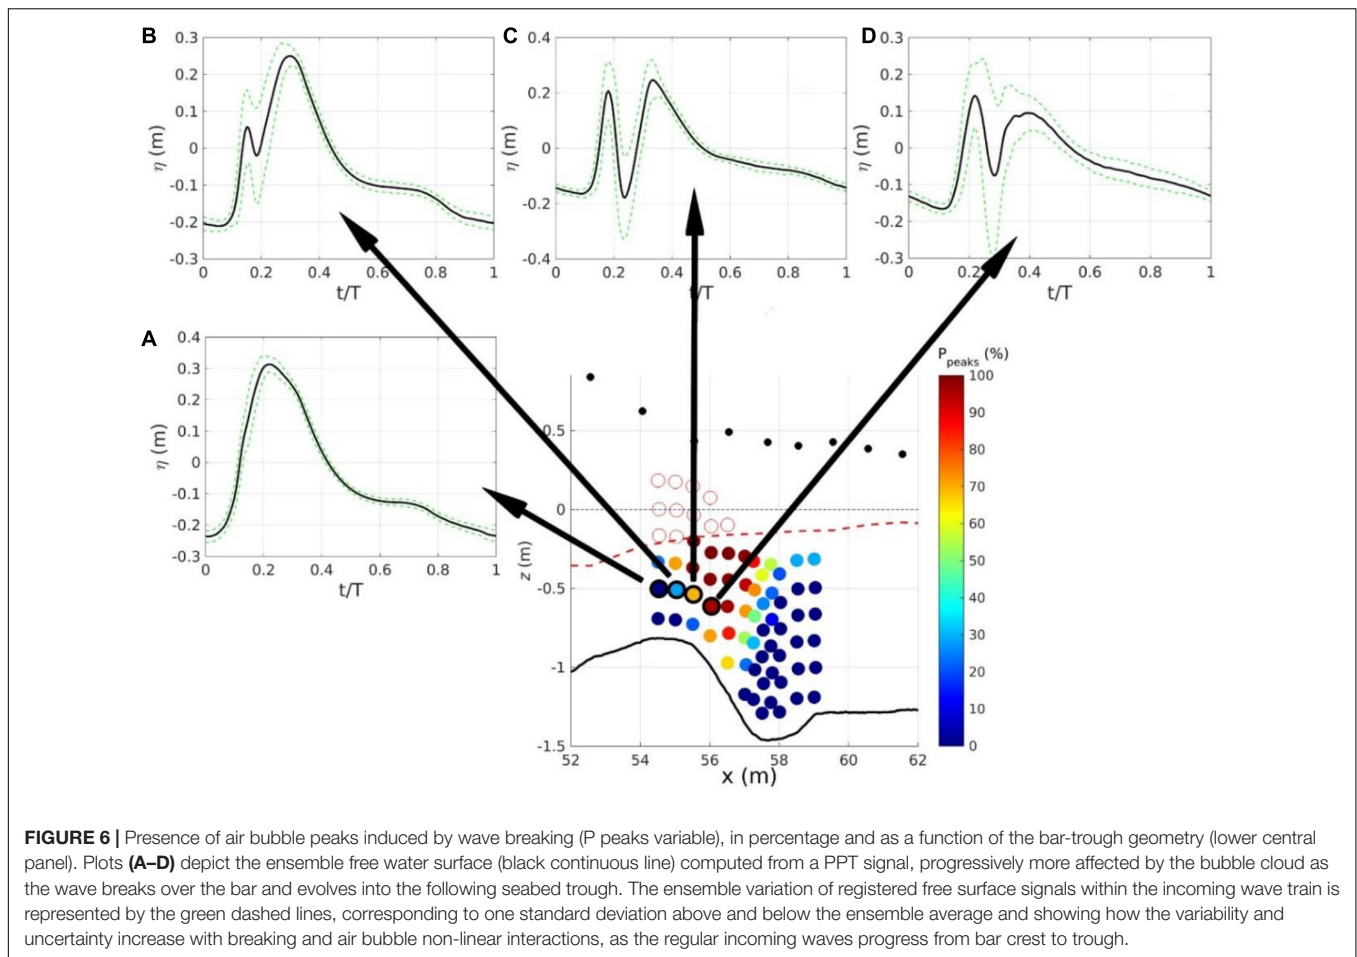 B
0.3
0.2
0.1
0
-0.1
-0.2
-0.3
η (m)
0 0.2 0.4 0.6 0.8 1
t/T
C
0.4
0.2
0
-0.2
-0.4
η (m)
0 0.2 0.4 0.6 0.8 1
t/T
D
0.3
0.2
0.1
0
-0.1
-0.2
-0.3
η (m)
0 0.2 0.4 0.6 0.8 1
t/T
A
0.4
0.3
0.2
0.1
0
-0.1
-0.2
-0.3
η (m)
0 0.2 0.4 0.6 0.8 1
t/T
0.5
0
-0.5
-1
-1.5
z (m)
52 54 56 58 60 62
x (m)
Ppeaks (%)
100
90
80
70
60
50
40
30
20
10
0
FIGURE 6 | Presence of air bubble peaks induced by wave breaking (P peaks variable), in percentage and as a function of the bar-trough geometry (lower central
panel). Plots (A–D) depict the ensemble free water surface (black continuous line) computed from a PPT signal, progressively more affected by the bubble cloud as
the wave breaks over the bar and evolves into the following seabed trough. The ensemble variation of registered free surface signals within the incoming wave train is
represented by the green dashed lines, corresponding to one standard deviation above and below the ensemble average and showing how the variability and
uncertainty increase with breaking and air bubble non-linear interactions, as the regular incoming waves progress from bar crest to trough.